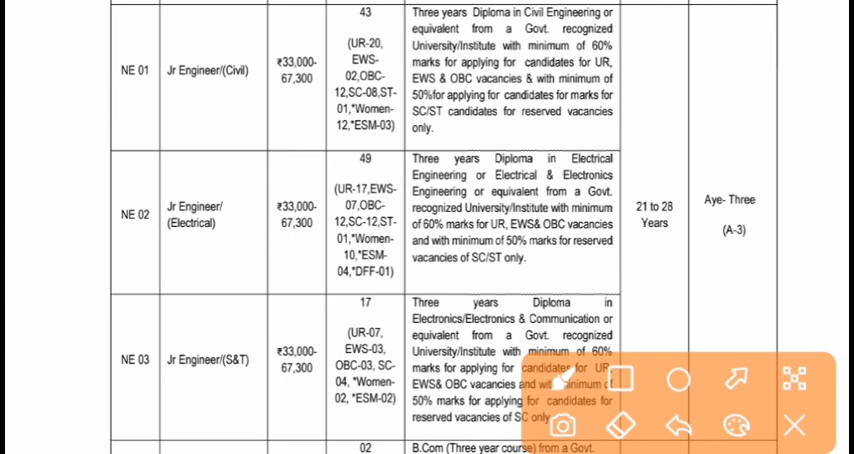 NE 01
Jr Engineer/(Civil)
₹33,000-
67,300
43
(UR-20,
EWS-
02,OBC-
12,SC-08,ST-
01,*Women-
12,*ESM-03)
Three years Diploma in Civil Engineering or
equivalent from a Govt. recognized
University/Institute with minimum of 60%
marks for applying for candidates for UR,
EWS & OBC vacancies & with minimum of
50%for applying for candidates for marks for
SC/ST candidates for reserved vacancies
only.
NE 02
Jr Engineer/
(Electrical)
₹33,000-
67,300
49
(UR-17,EWS-
07,OBC-
12,SC-12,ST-
01,*Women-
10,*ESM-
04,*DFF-01)
Three years Diploma in Electrical
Engineering or Electrical & Electronics
Engineering or equivalent from a Govt.
recognized University/Institute with minimum
of 60% marks for UR, EWS& OBC vacancies
and with minimum of 50% marks for reserved
vacancies of SC/ST only.
21 to 28
Years
Aye- Three
(A-3)
NE 03
Jr Engineer/(S&T)
₹33,000-
67,300
17
(UR-07,
EWS-03,
OBC-03, SC-
04, *Women-
02, *ESM-02)
Three years Diploma in
Electronics/Electronics & Communication or
equivalent from a Govt. recognized
University/Institute with minimum of 60%
marks for applying for candidates for UR
EWS& OBC vacancies and with minimum of
50% marks for applying for candidates for
reserved vacancies of SC only
02
B.Com (Three year course) from a Govt.